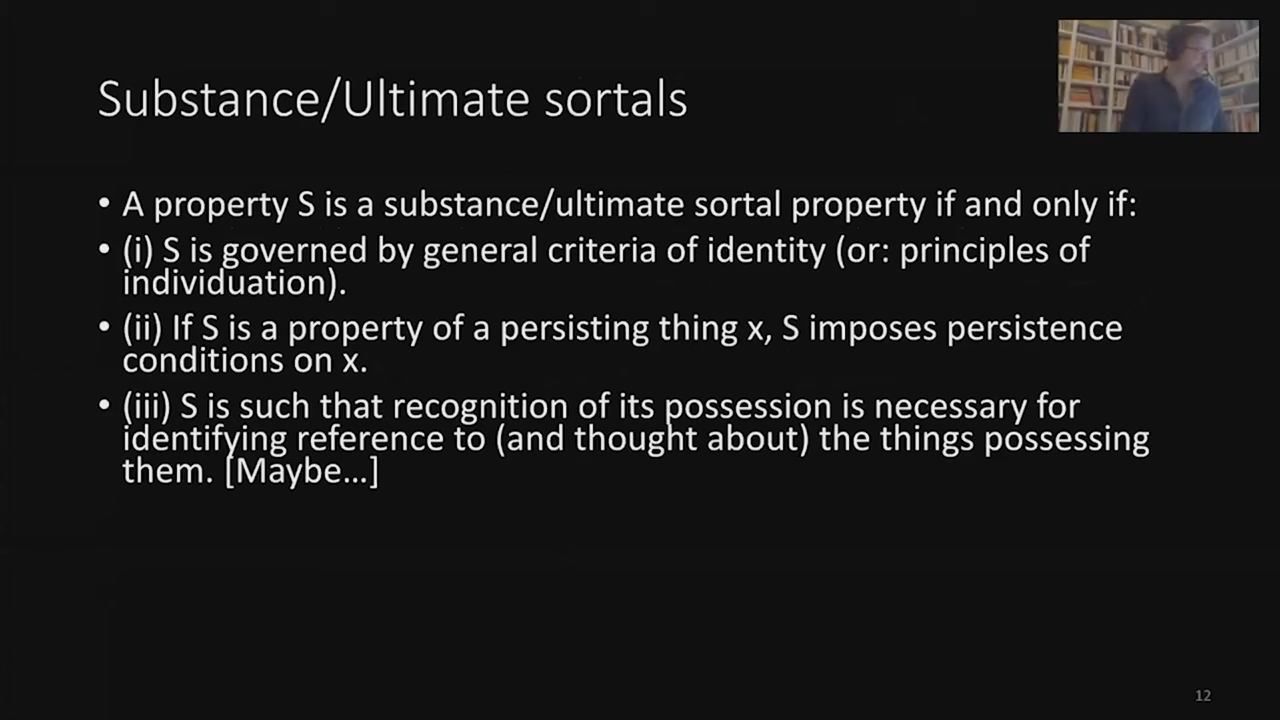 Substance/Ultimate sortals
• A property S is a substance/ultimate sortal property if and only if:
• (i) S is governed by general criteria of identity (or: principles of
individuation).
• (ii) If S is a property of a persisting thing x, S imposes persistence
conditions on x.
• (iii) S is such that recognition of its possession is necessary for
identifying reference to (and thought about) the things possessing
them. [Maybe…]
12